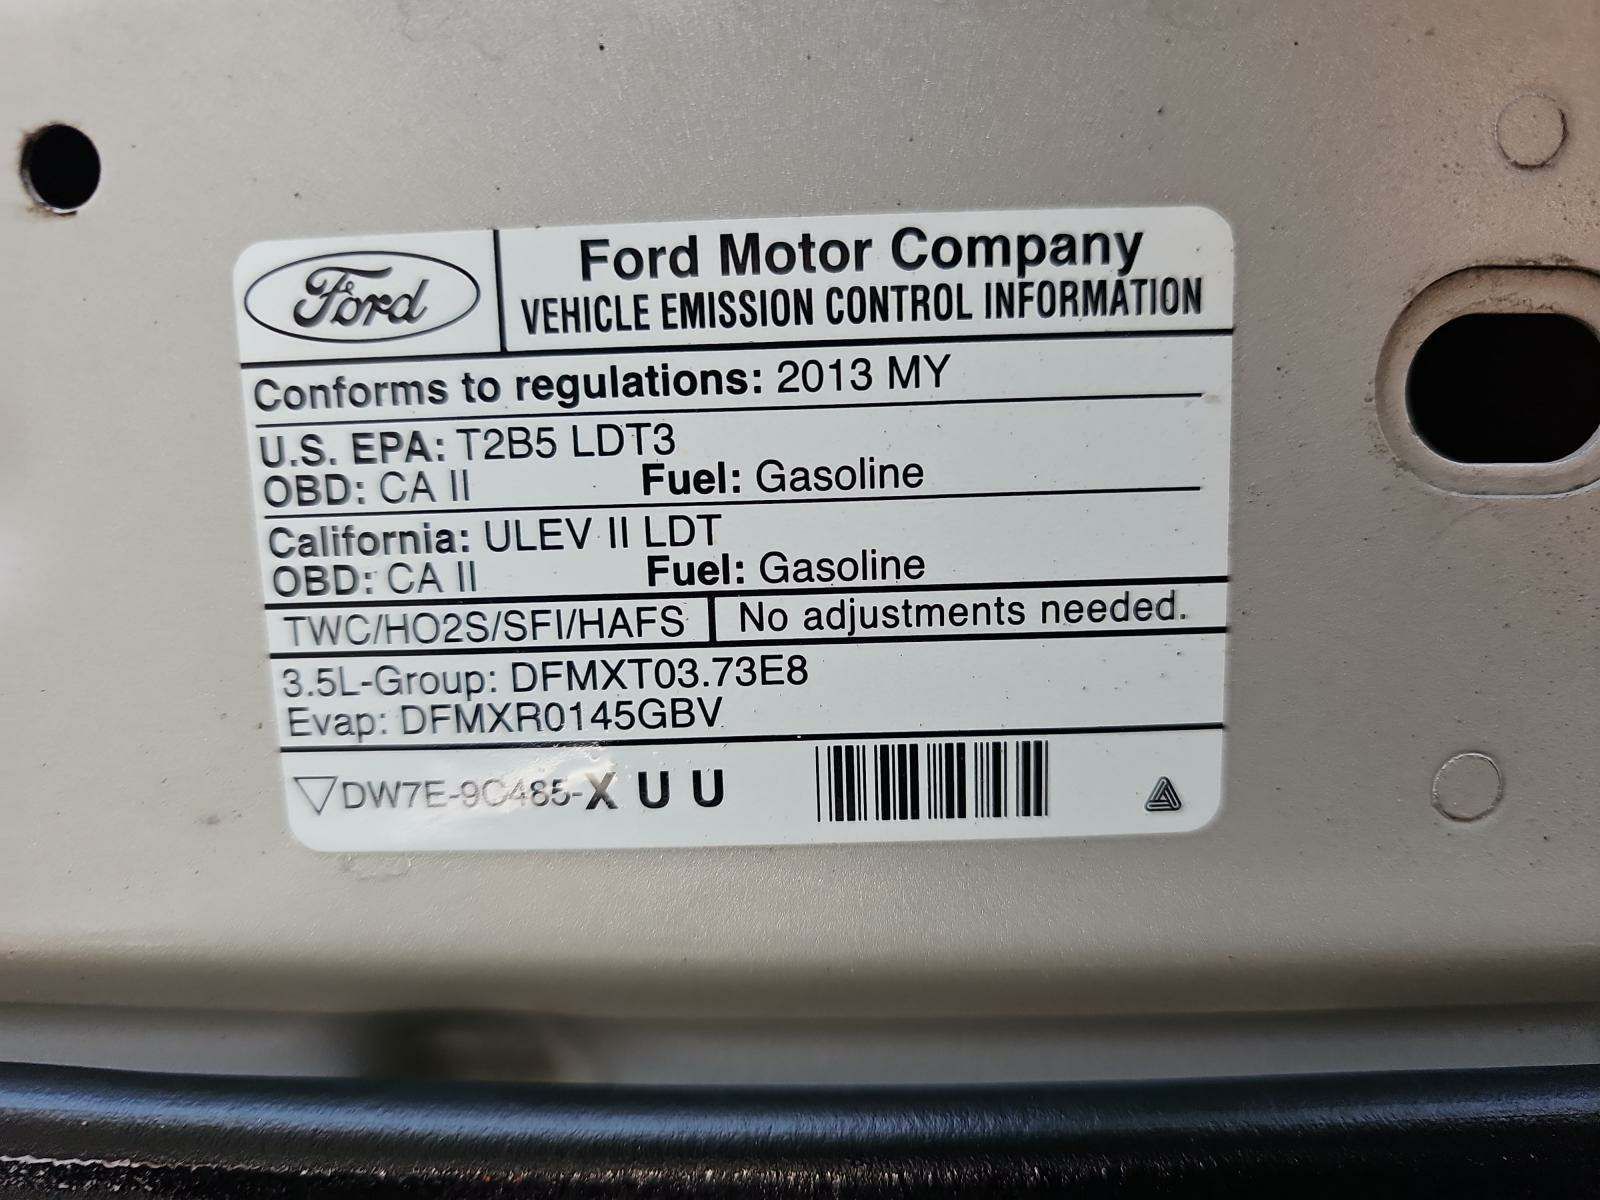 Ford
Ford Motor Company
VEHICLE EMISSION CONTROL INFORMATION
Conforms to regulations: 2013 MY
U.S. EPA: T2B5 LDT3
OBD: CA II Fuel: Gasoline
California: ULEV II LDT
OBD: CA II Fuel: Gasoline
TWC/HO2S/SFI/HAFS No adjustments needed.
3.5L-Group: DFMXT03.73E8
Evap: DFMXR0145GBV
DW7E-9C485-X U U